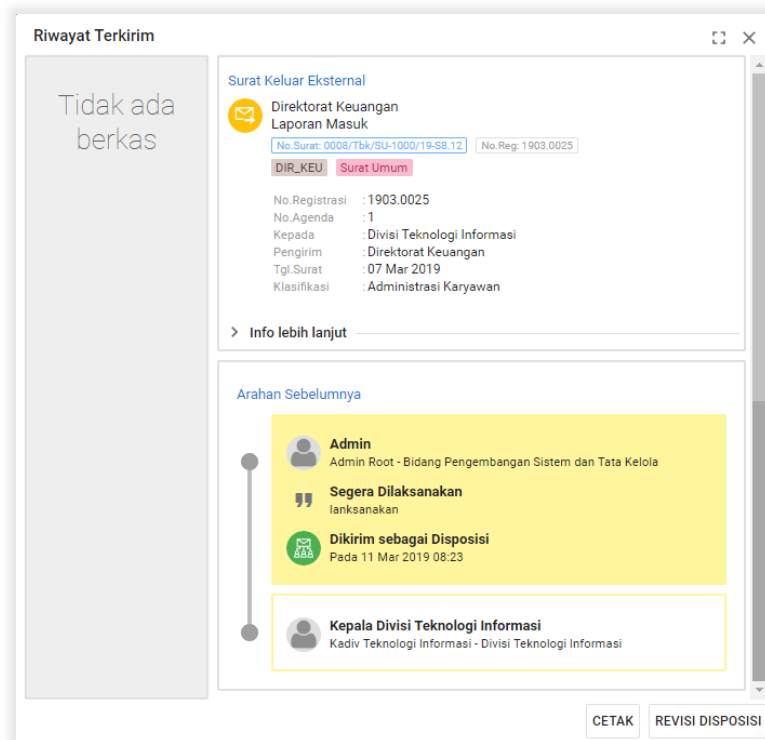 Riwayat Terkirim
Tidak ada
berkas
Surat Keluar Eksternal
Direktorat Keuangan
Laporan Masuk
No.Surat: 0008/Tbk/SU-1000/19-S8.12 No.Reg: 1903.0025
DIR_KEU Surat Umum
No.Registrasi : 1903.0025
No.Agenda : 1
Kepada : Divisi Teknologi Informasi
Pengirim : Direktorat Keuangan
Tgl.Surat : 07 Mar 2019
Klasifikasi : Administrasi Karyawan
Info lebih lanjut
Arahan Sebelumnya
Admin
Admin Root - Bidang Pengembangan Sistem dan Tata Kelola
Segera Dilaksanakan
lanksanakan
Dikirim sebagai Disposisi
Pada 11 Mar 2019 08:23
Kepala Divisi Teknologi Informasi
Kadiv Teknologi Informasi - Divisi Teknologi Informasi
CETAK REVISI DISPOSISI